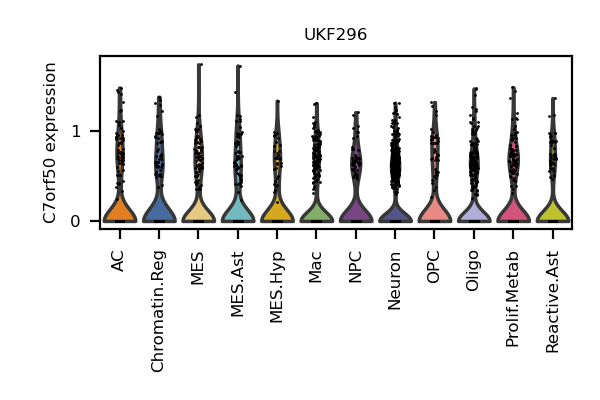 UKF296
C7orf50 expression
1
0
AC
Chromatin.Reg
MES
MES.Ast
MES.Hyp
Mac
NPC
Neuron
OPC
Oligo
Prolif.Metab
Reactive.Ast